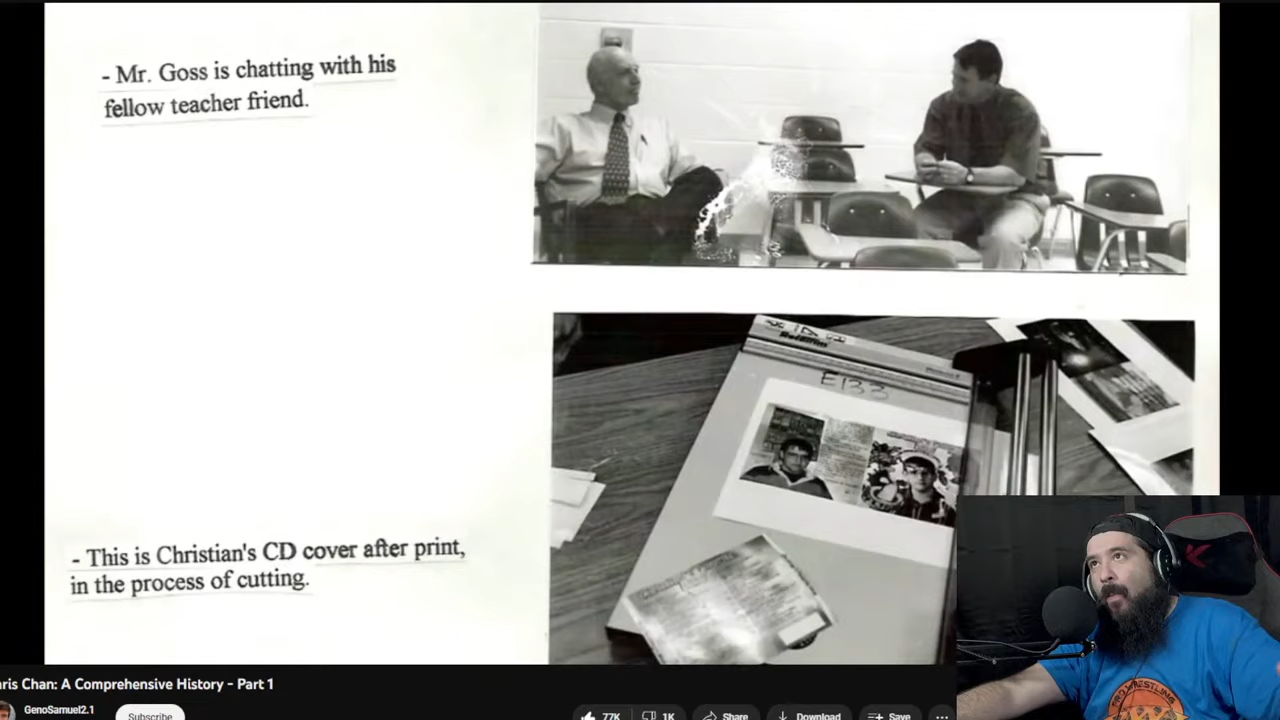 - Mr. Goss is chatting with his
fellow teacher friend.
E133
- This is Christian's CD cover after print,
in the process of cutting.
ris Chan: A Comprehensive History - Part 1
GenoSamuel2.1
Subscribe
77K
1K
Share
Download
Save
...